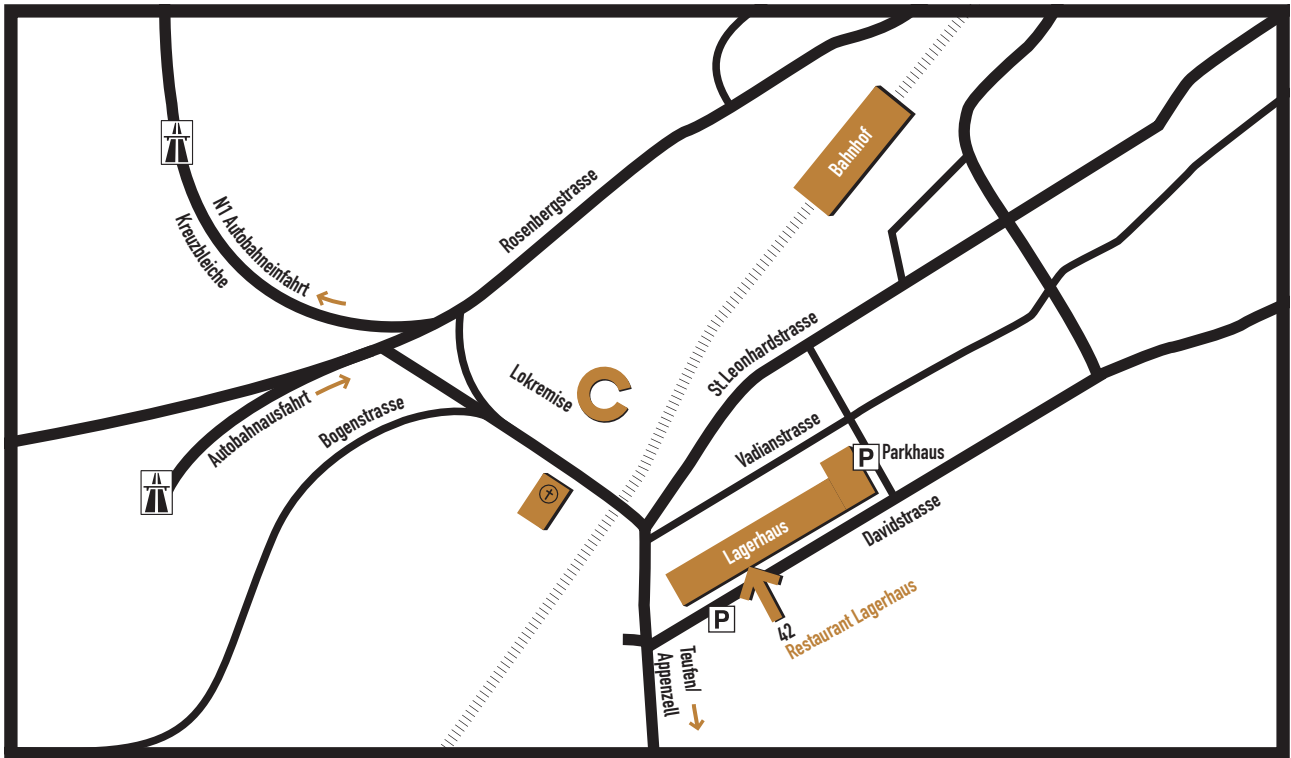 Bahnhof
Rosenbergstrasse
N1 Autobahneinfahrt
Kreuzbleiche
St.Leonhardstrasse
Lokremise
Autobahnausfahrt
Bogenstrasse
Vadianstrasse
P Parkhaus
Lagerhaus
Davidstrasse
P
42
Restaurant Lagerhaus
Teufen/
Appenzell